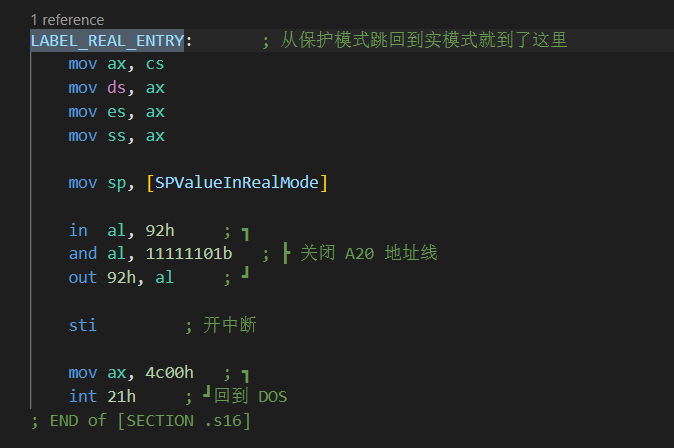 1 reference
LABEL_REAL_ENTRY:		; 从保护模式跳回到实模式就到了这里
	mov	ax, cs
	mov	ds, ax
	mov	es, ax
	mov	ss, ax
	mov	sp, [SPValueInRealMode]
	in	al, 92h		; ┓
	and	al, 11111101b	; ┣ 关闭 A20 地址线
	out	92h, al		; ┛
	sti			; 开中断
	mov	ax, 4c00h	; ┓
	int	21h		; ┛回到 DOS
; END of [SECTION .s16]